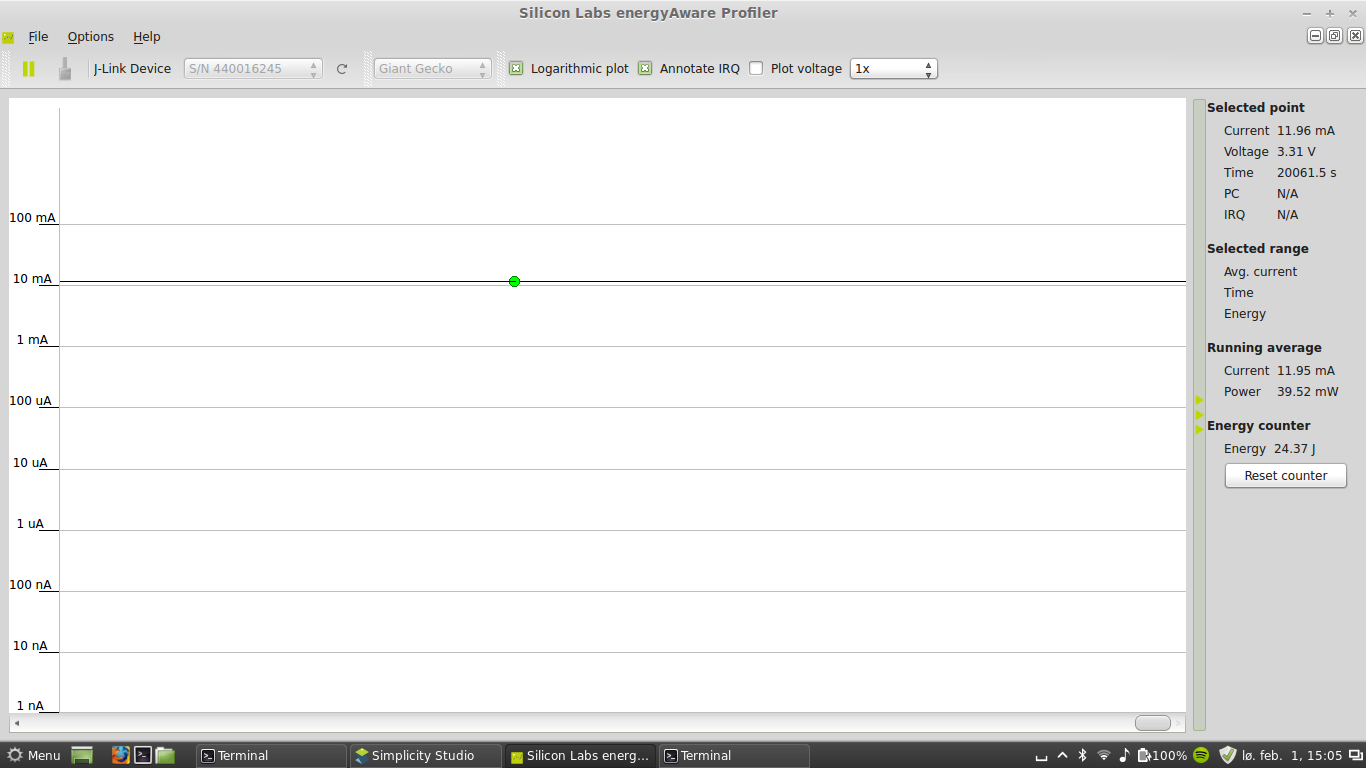 Silicon Labs energyAware Profiler
File Options Help
J-Link Device S/N 440016245 Giant Gecko Logarithmic plot Annotate IRQ Plot voltage 1x
100 mA
10 mA
1 mA
100 uA
10 uA
1 uA
100 nA
10 nA
1 nA
Selected point
Current 11.96 mA
Voltage 3.31 V
Time 20061.5 s
PC N/A
IRQ N/A
Selected range
Avg. current
Time
Energy
Running average
Current 11.95 mA
Power 39.52 mW
Energy counter
Energy 24.37 J
Reset counter
Menu Terminal Simplicity Studio Silicon Labs energ... Terminal 100% lø. feb. 1, 15:05